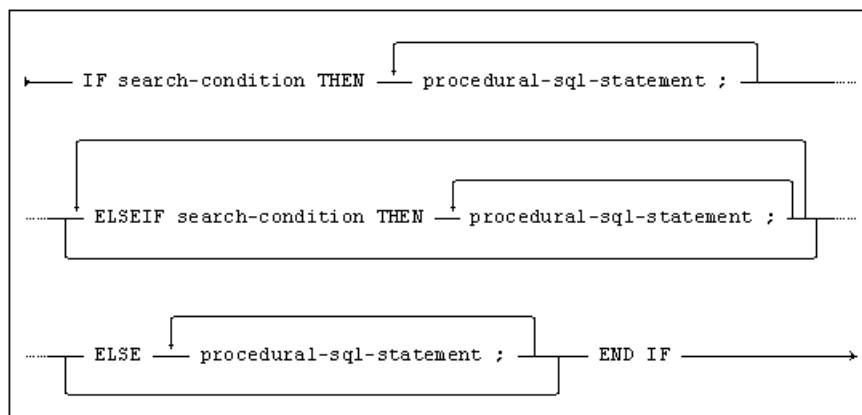 IF search-condition THEN procedural-sql-statement ;
ELSEIF search-condition THEN procedural-sql-statement ;
ELSE procedural-sql-statement ; END IF